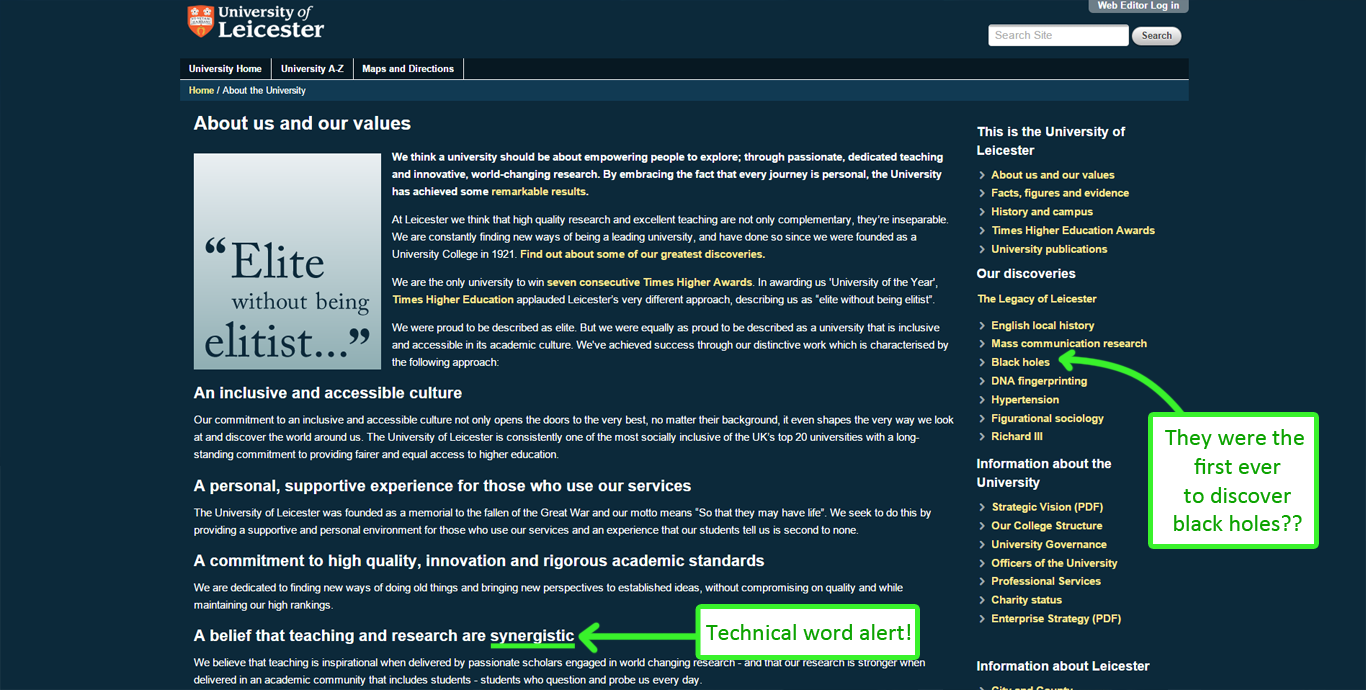 University of
Leicester
Web Editor Log in
Search Site
Search
University Home
University A-Z
Maps and Directions
Home / About the University
About us and our values
“Elite
without being
elitist...”
We think a university should be about empowering people to explore; through passionate, dedicated teaching
and innovative, world-changing research. By embracing the fact that every journey is personal, the University
has achieved some remarkable results.
At Leicester we think that high quality research and excellent teaching are not only complementary, they're inseparable.
We are constantly finding new ways of being a leading university, and have done so since we were founded as a
University College in 1921. Find out about some of our greatest discoveries.
We are the only university to win seven consecutive Times Higher Awards. In awarding us 'University of the Year',
Times Higher Education applauded Leicester's very different approach, describing us as "elite without being elitist".
We were proud to be described as elite. But we were equally as proud to be described as a university that is inclusive
and accessible in its academic culture. We've achieved success through our distinctive work which is characterised by
the following approach:
An inclusive and accessible culture
Our commitment to an inclusive and accessible culture not only opens the doors to the very best, no matter their background, it even shapes the very way we look
at and discover the world around us. The University of Leicester is consistently one of the most socially inclusive of the UK's top 20 universities with a long-
standing commitment to providing fairer and equal access to higher education.
A personal, supportive experience for those who use our services
The University of Leicester was founded as a memorial to the fallen of the Great War and our motto means "So that they may have life". We seek to do this by
providing a supportive and personal environment for those who use our services and an experience that our students tell us is second to none.
A commitment to high quality, innovation and rigorous academic standards
We are dedicated to finding new ways of doing old things and bringing new perspectives to established ideas, without compromising on quality and while
maintaining our high rankings.
A belief that teaching and research are synergistic
Technical word alert!
We believe that teaching is inspirational when delivered by passionate scholars engaged in world changing research - and that our research is stronger when
delivered in an academic community that includes students - students who question and probe us every day.
This is the University of
Leicester
About us and our values
Facts, figures and evidence
History and campus
Times Higher Education Awards
University publications
Our discoveries
The Legacy of Leicester
English local history
Mass communication research
Black holes
DNA fingerprinting
Hypertension
Figurational sociology
Richard III
They were the
first ever
to discover
black holes??
Information about the
University
Strategic Vision (PDF)
Our College Structure
University Governance
Officers of the University
Professional Services
Charity status
Enterprise Strategy (PDF)
Information about Leicester
City and County